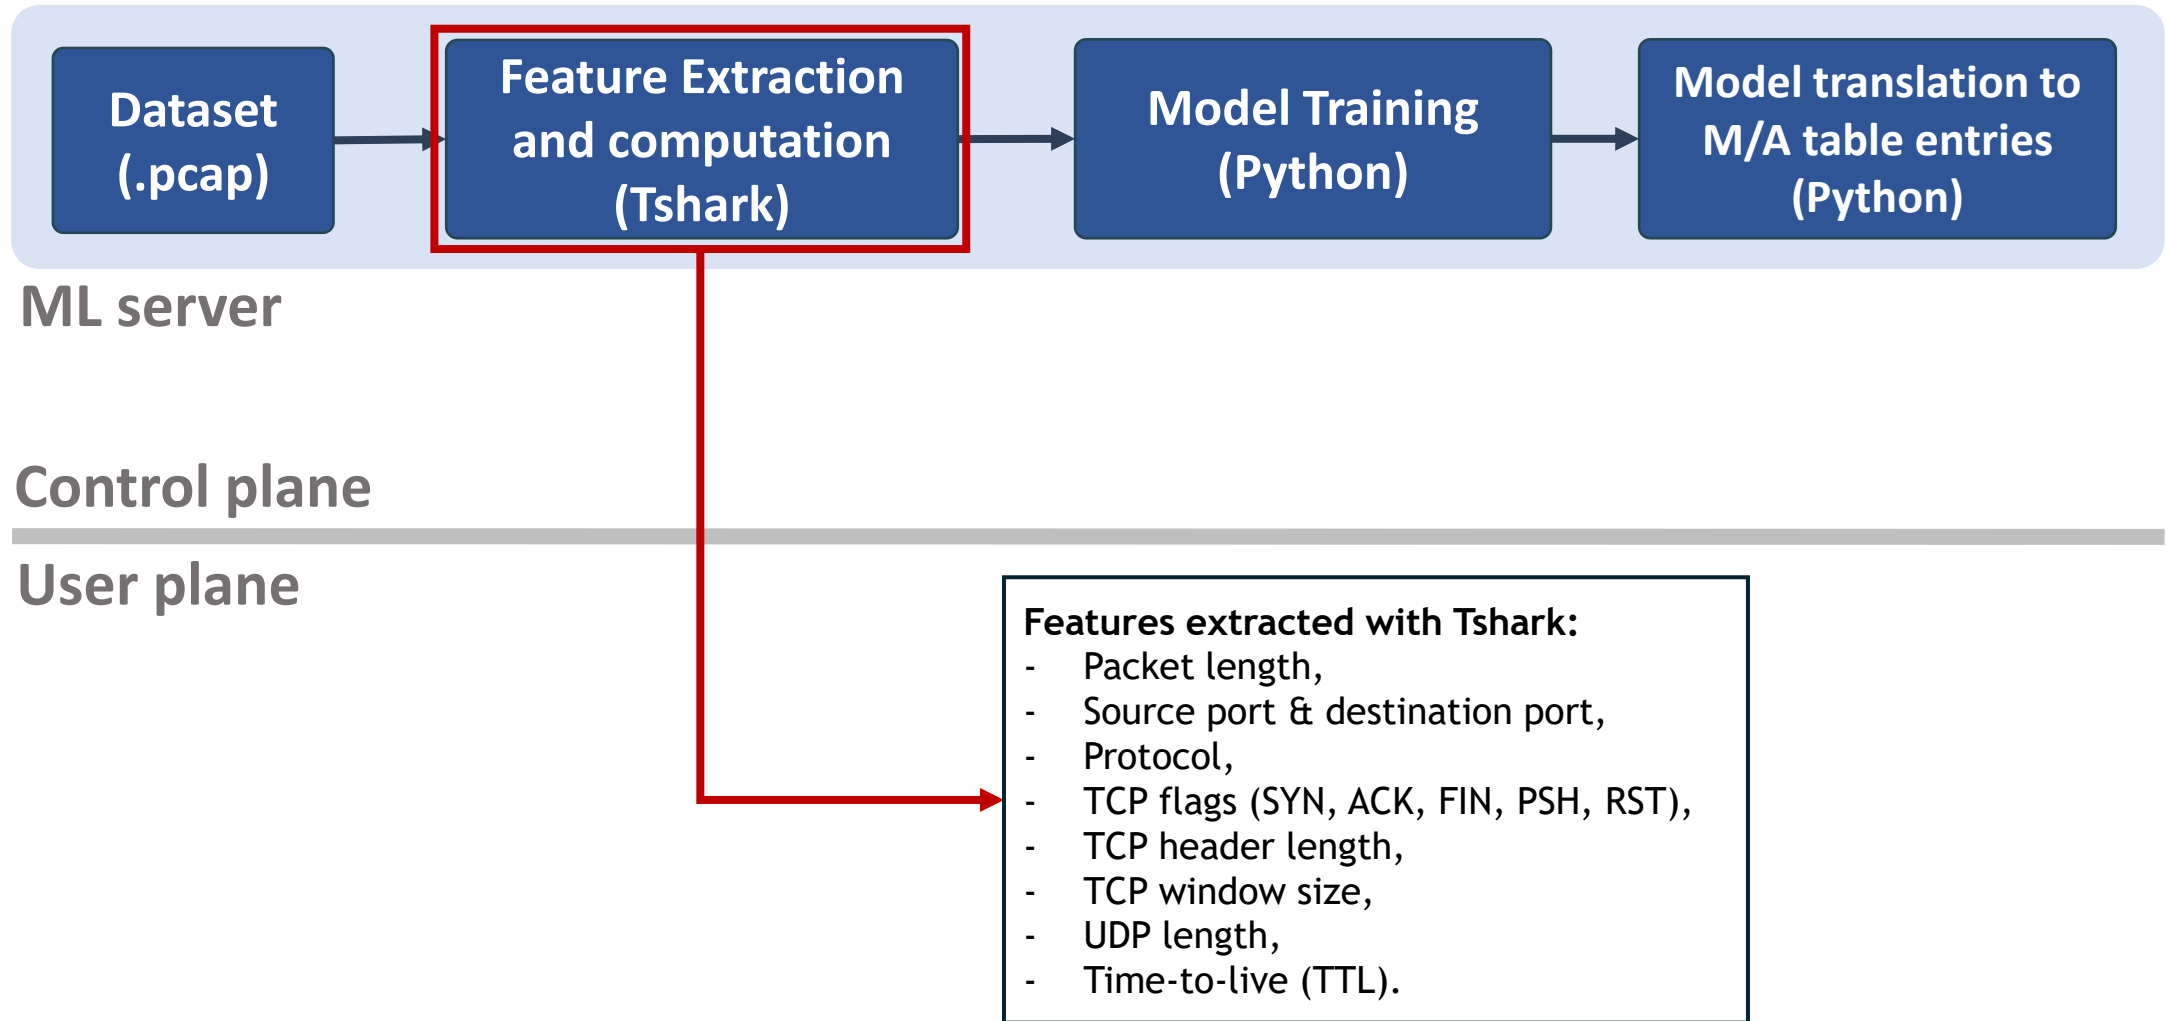 Dataset
(.pcap)
Feature Extraction
and computation
(Tshark)
Model Training
(Python)
Model translation to
M/A table entries
(Python)
ML server
Control plane
User plane
Features extracted with Tshark:
- Packet length,
- Source port & destination port,
- Protocol,
- TCP flags (SYN, ACK, FIN, PSH, RST),
- TCP header length,
- TCP window size,
- UDP length,
- Time-to-live (TTL).